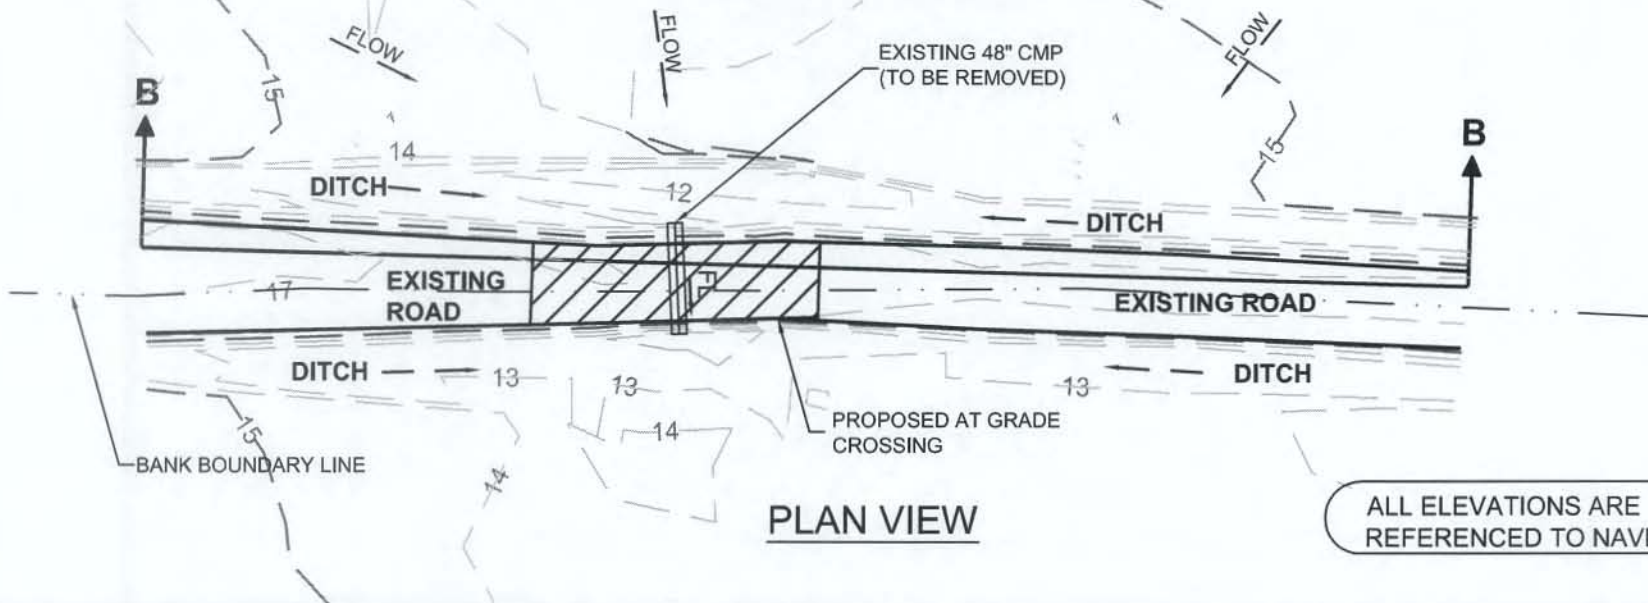 FLOW
FLOW
FLOW
EXISTING 48" CMP
(TO BE REMOVED)
15
B
14
15
B
DITCH
12
DITCH
EXISTING
ROAD
17
EXISTING ROAD
DITCH
13
13
13
DITCH
PROPOSED AT GRADE
CROSSING
14
15
BANK BOUNDARY LINE
14
PLAN VIEW
ALL ELEVATIONS ARE
REFERENCED TO